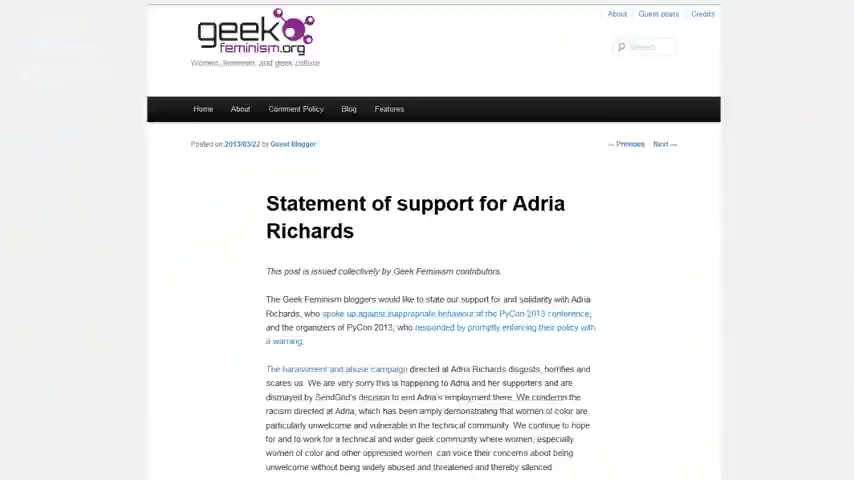 geek
feminism.org
Women, feminism, and geek culture
About Guest posts Credits
Search
Home About Comment Policy Blog Features
Posted on 2013/03/22 by Guest Blogger
← Previous Next →
Statement of support for Adria
Richards
This post is issued collectively by Geek Feminism contributors.
The Geek Feminism bloggers would like to state our support for and solidarity with Adria
Richards, who spoke up against inappropriate behaviour at the PyCon 2013 conference,
and the organizers of PyCon 2013, who responded by promptly enforcing their policy with
a warning.
The harassment and abuse campaign directed at Adria Richards disgusts, horrifies and
scares us. We are very sorry this is happening to Adria and her supporters and are
dismayed by SendGrid's decision to end Adria's employment there. We condemn the
racism directed at Adria, which has been amply demonstrating that women of color are
particularly unwelcome and vulnerable in the technical community. We continue to hope
for and to work for a technical and wider geek community where women, especially
women of color and other oppressed women, can voice their concerns about being
unwelcome without being widely abused and threatened and thereby silenced.